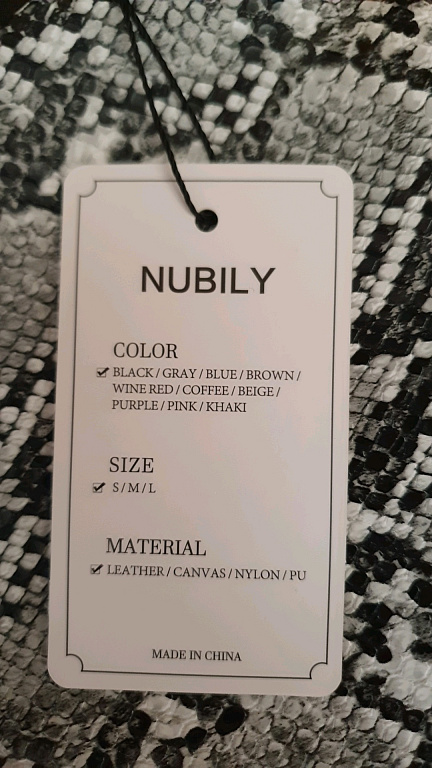 NUBILY
COLOR
BLACK / GRAY / BLUE / BROWN /
WINE RED / COFFEE / BEIGE /
PURPLE / PINK / KHAKI
SIZE
S / M / L
MATERIAL
LEATHER / CANVAS / NYLON / PU
MADE IN CHINA